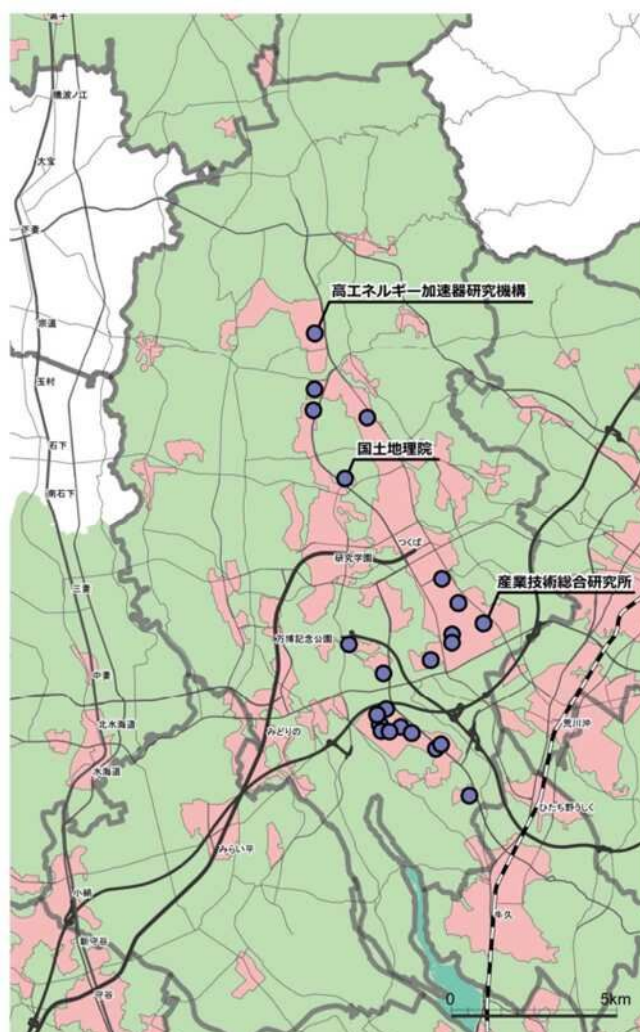 黒子
騰波ノ江
大宝
下妻
宗道
高エネルギー加速器研究機構
玉村
石下
国土地理院
南石下
つくば
研究学園
三妻
産業技術総合研究所
万博記念公園
中妻
北水海道
みどりの
荒川沖
水海道
ひたち野うしく
みらい平
小絹
牛久
新守谷
守谷
0 5km